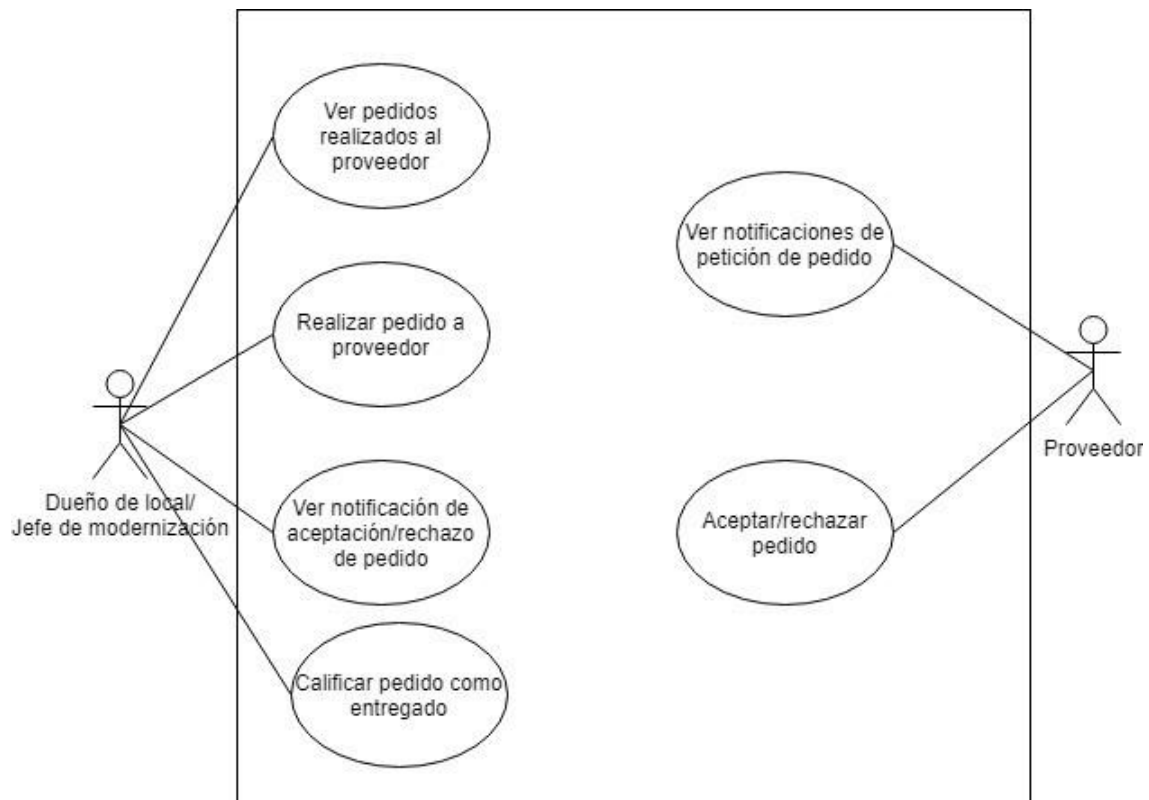 Ver pedidos
realizados al
proveedor
Ver notificaciones de
petición de pedido
Realizar pedido a
proveedor
Proveedor
Dueño de local/
Jefe de modernización
Ver notificación de
aceptación/rechazo
de pedido
Aceptar/rechazar
pedido
Calificar pedido como
entregado